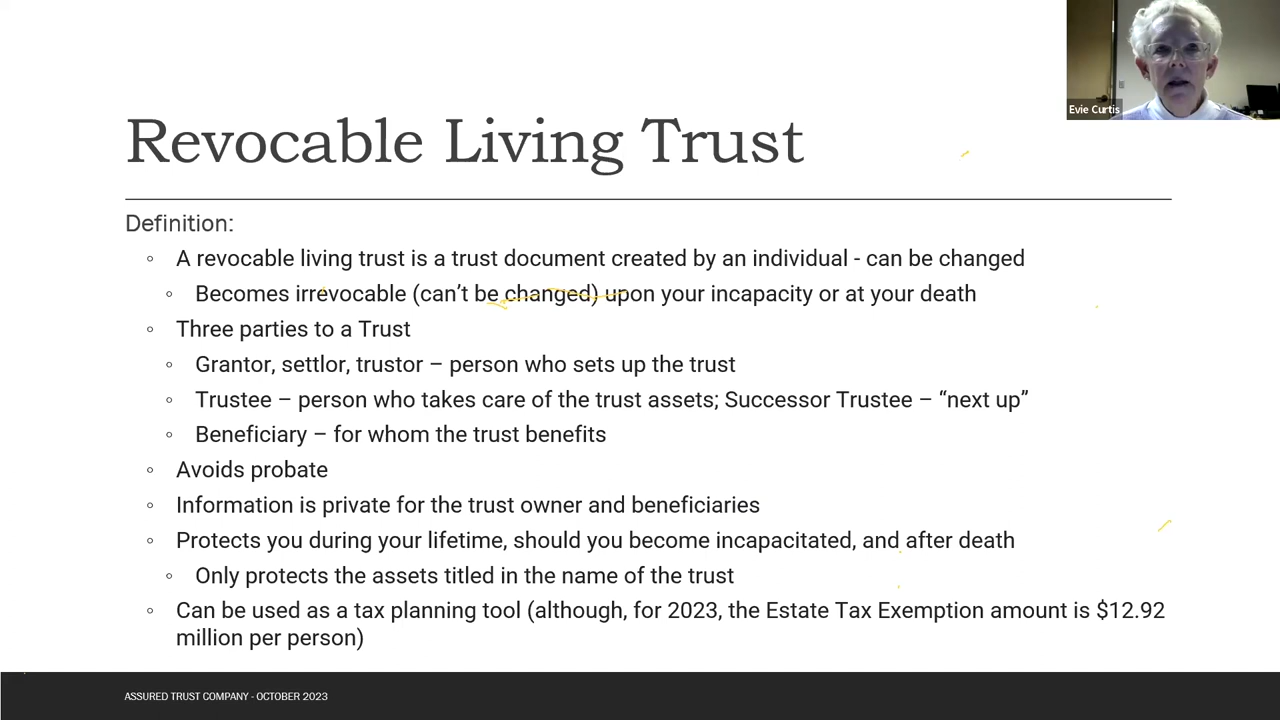 Evie Curtis
Revocable Living Trust
Definition:
◦ A revocable living trust is a trust document created by an individual - can be changed
◦ Becomes irrevocable (can’t be changed) upon your incapacity or at your death
◦ Three parties to a Trust
◦ Grantor, settlor, trustor – person who sets up the trust
◦ Trustee – person who takes care of the trust assets; Successor Trustee – “next up”
◦ Beneficiary – for whom the trust benefits
◦ Avoids probate
◦ Information is private for the trust owner and beneficiaries
◦ Protects you during your lifetime, should you become incapacitated, and after death
◦ Only protects the assets titled in the name of the trust
◦ Can be used as a tax planning tool (although, for 2023, the Estate Tax Exemption amount is $12.92
million per person)
ASSURED TRUST COMPANY - OCTOBER 2023